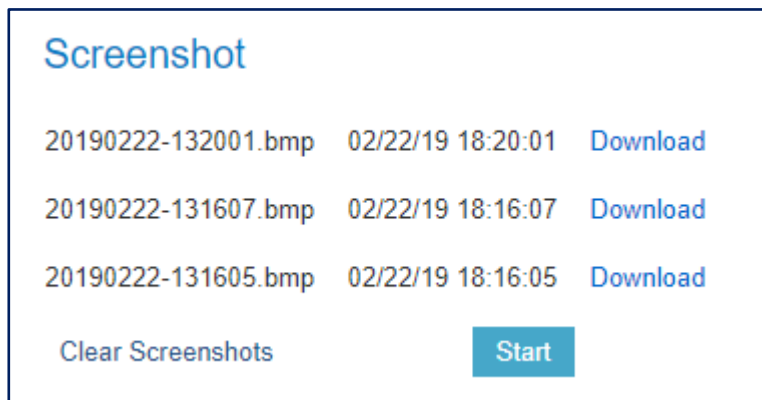 Screenshot
20190222-132001.bmp 02/22/19 18:20:01 Download
20190222-131607.bmp 02/22/19 18:16:07 Download
20190222-131605.bmp 02/22/19 18:16:05 Download
Clear Screenshots Start